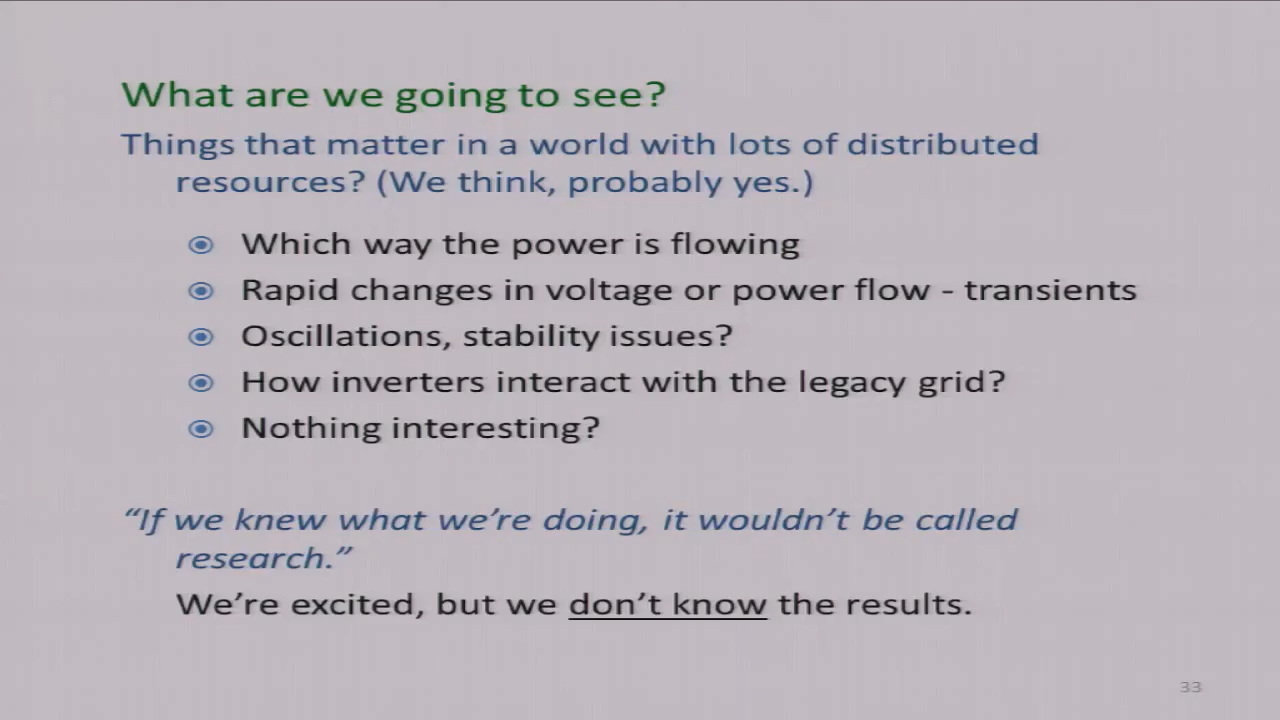 What are we going to see?
Things that matter in a world with lots of distributed
resources? (We think, probably yes.)
Which way the power is flowing
Rapid changes in voltage or power flow - transients
Oscillations, stability issues?
How inverters interact with the legacy grid?
Nothing interesting?
“If we knew what we’re doing, it wouldn’t be called
research.”
We’re excited, but we don’t know the results.
33